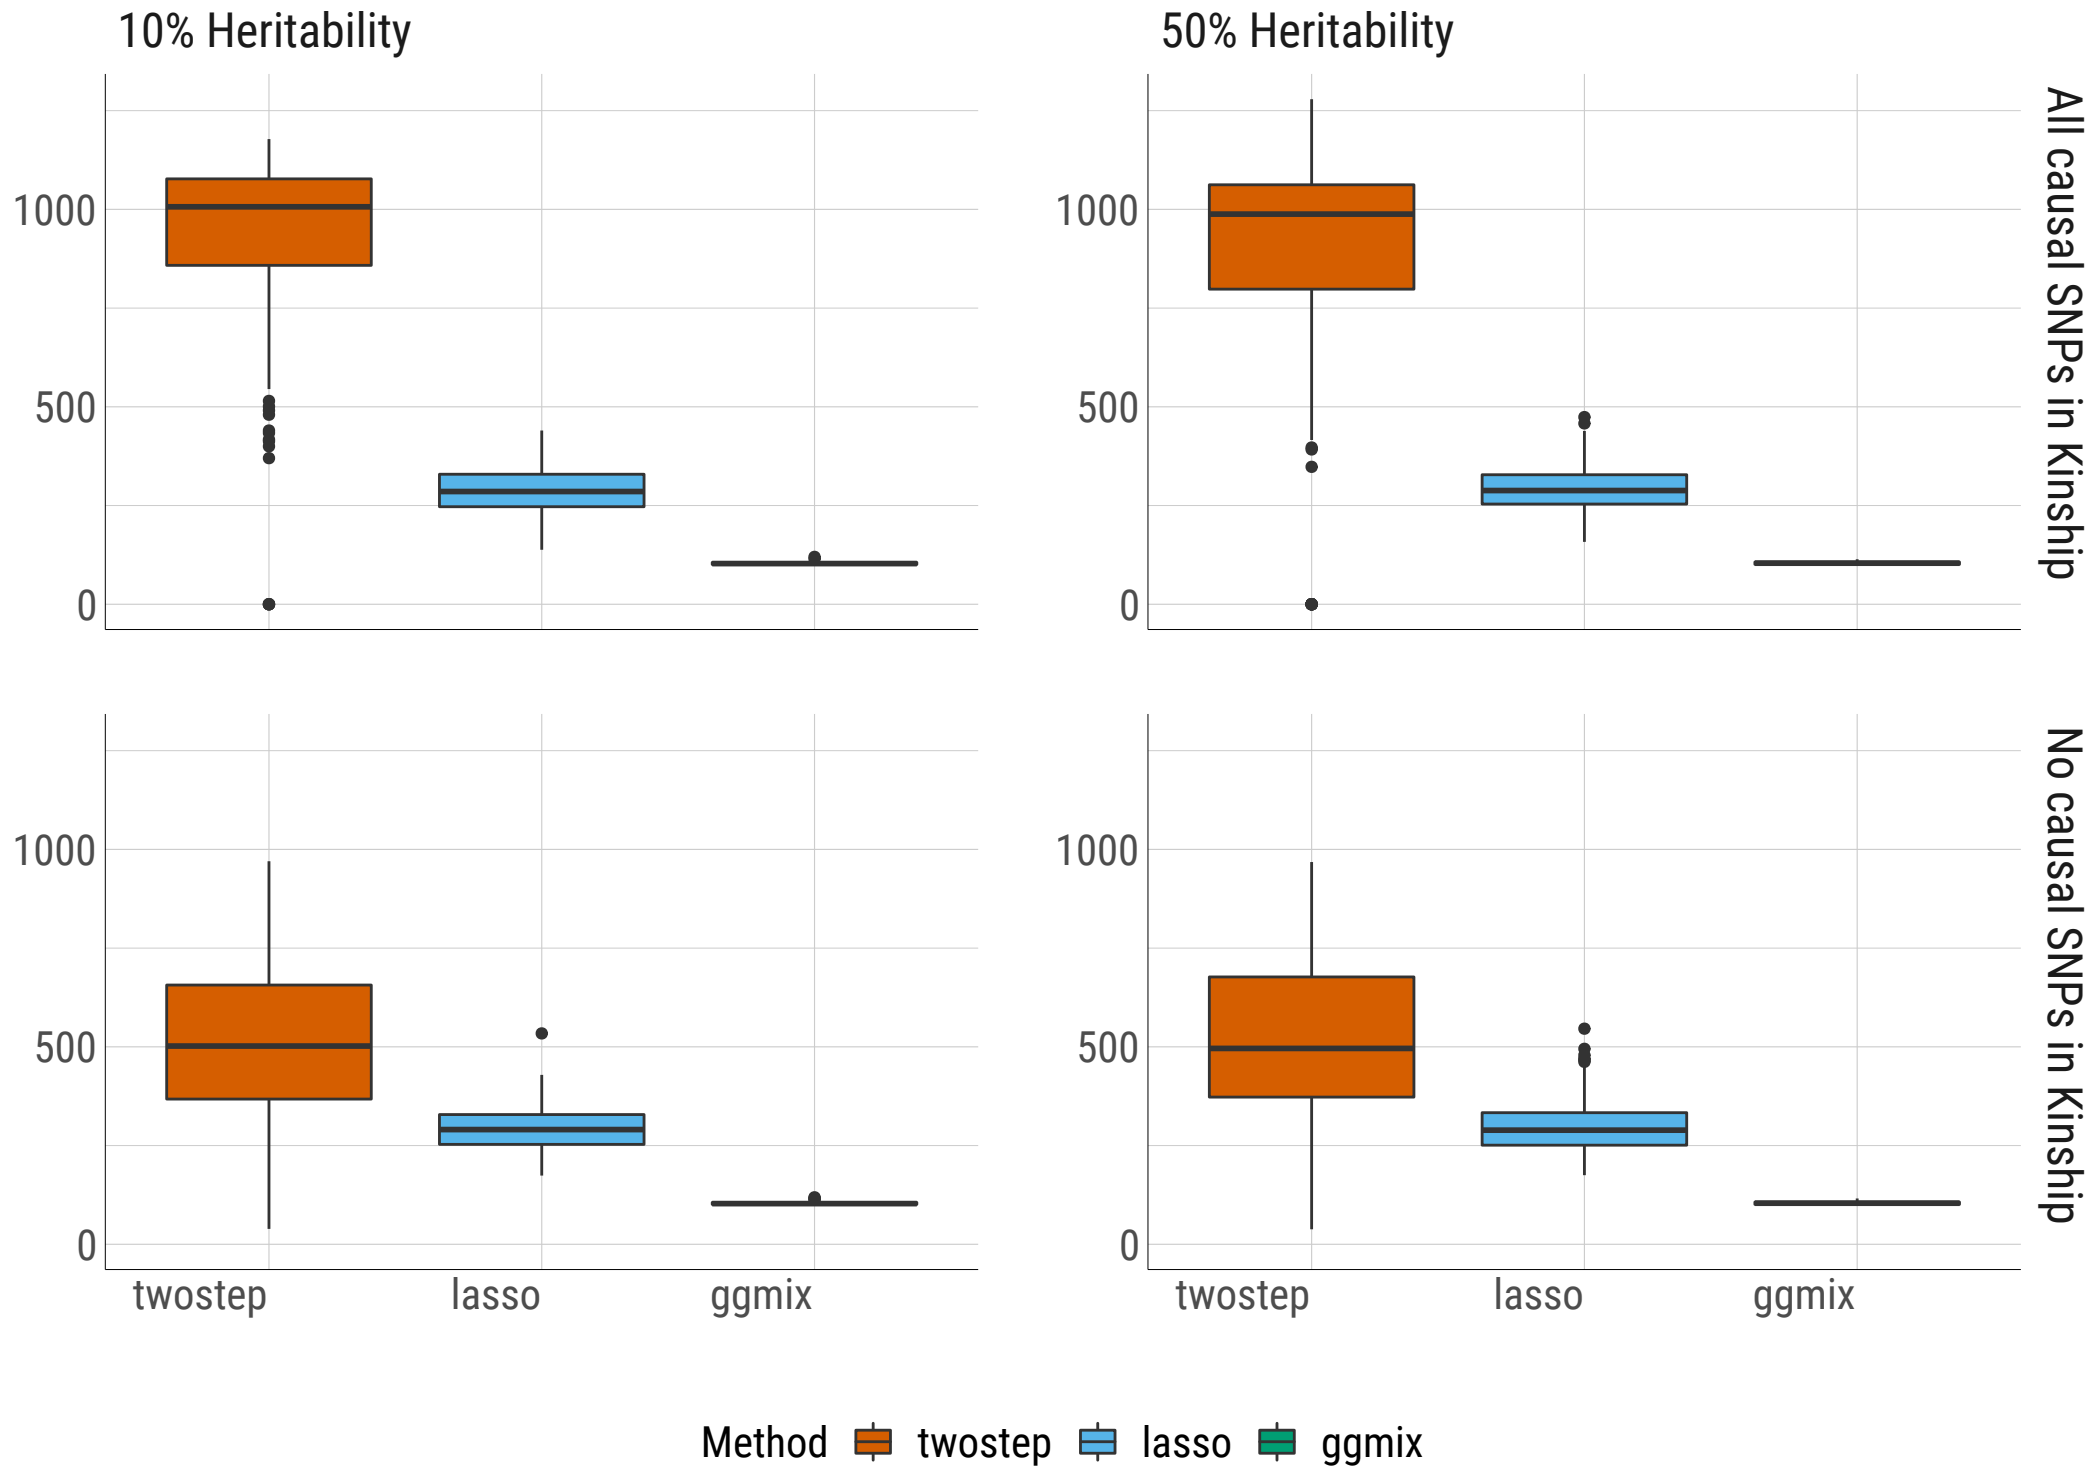 10% Heritability
50% Heritability
1000
500
0
1000
500
0
All causal SNPs in Kinship
1000
500
0
1000
500
0
No causal SNPs in Kinship
twostep lasso ggmix
twostep lasso ggmix
Method twostep lasso ggmix